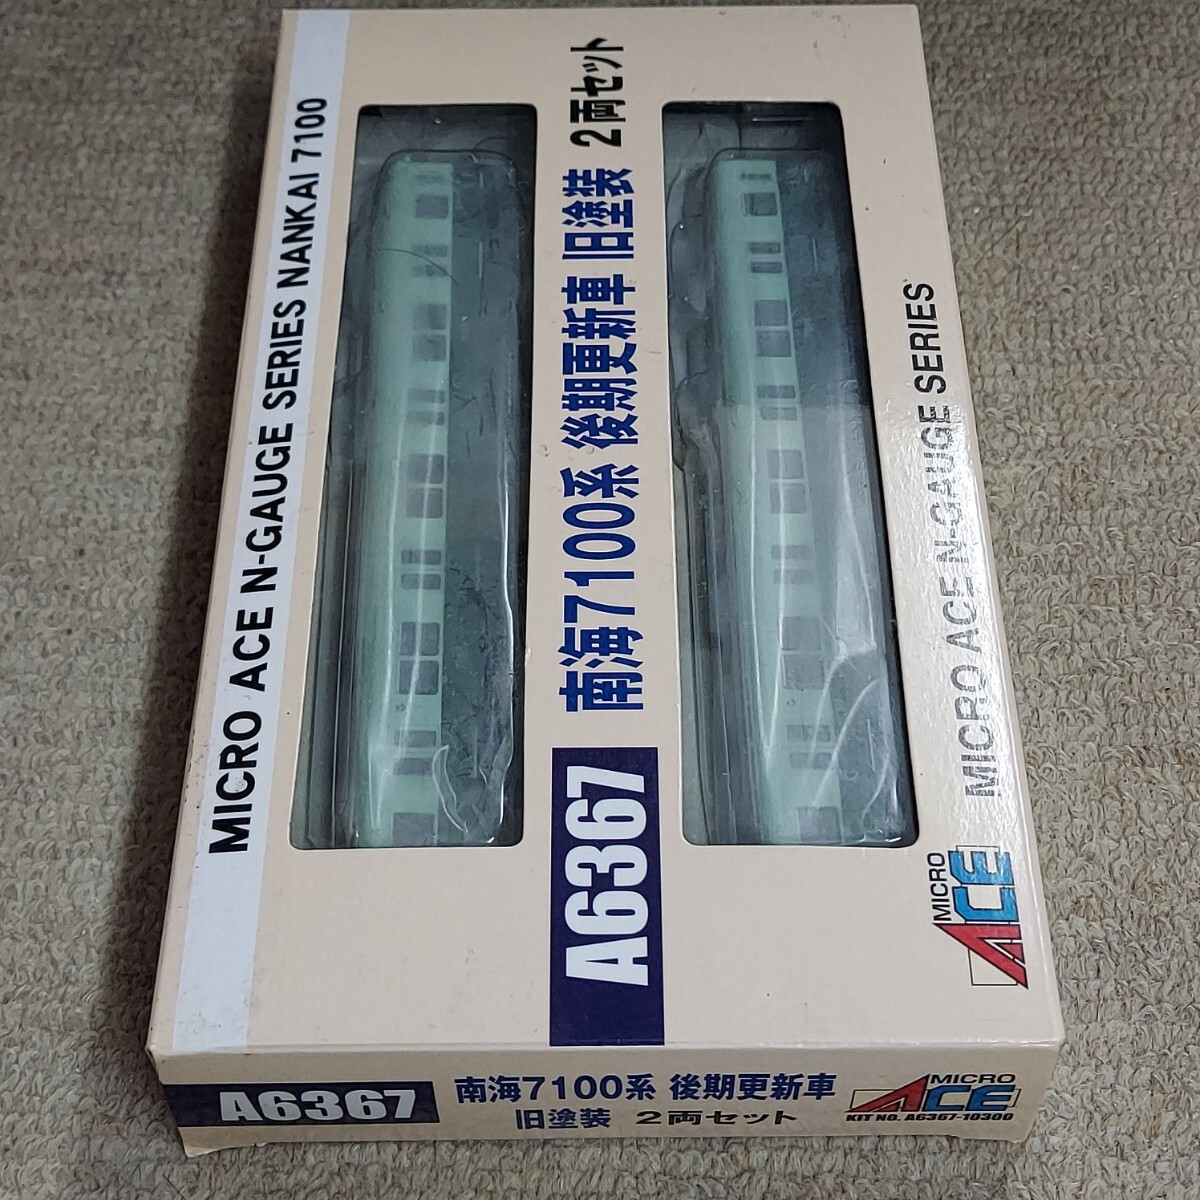 MICRO ACE N-GAUGE SERIES NANKAI 7100
A6367 南海7100系 後期更新車 旧塗装 2両セット
MICRO ACE N-GAUGE SERIES
MICRO
ACE
A6367
南海7100系 後期更新車
旧塗装 2両セット
MICRO
ACE
KIT NO. A6367-10300